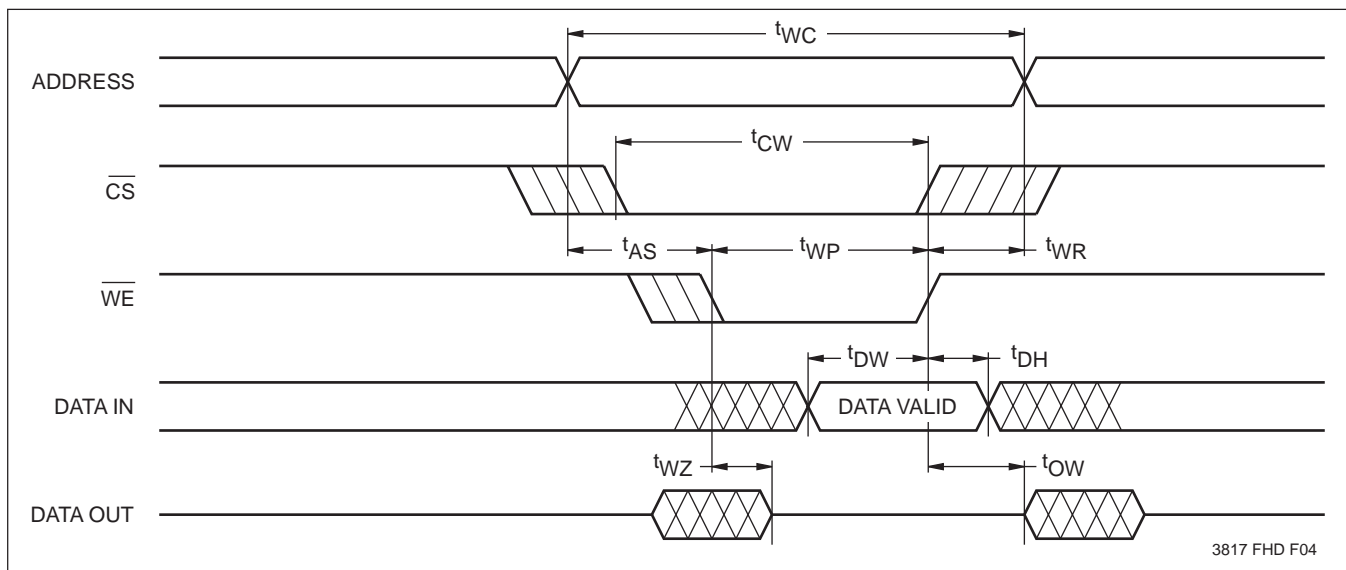 tWC
ADDRESS
tCW
CS
tAS
tWP
tWR
WE
tDW
tDH
DATA IN
DATA VALID
tWZ
tOW
DATA OUT
3817 FHD F04